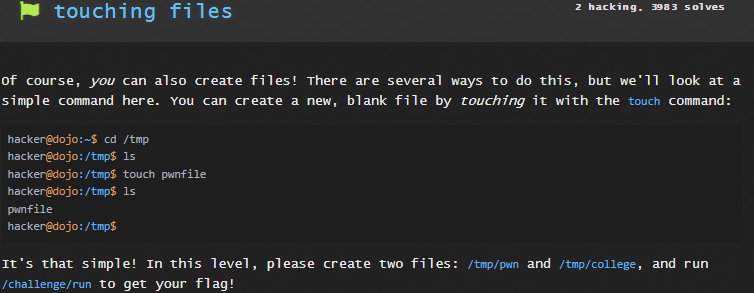 touching files
2 hacking. 3983 solves
Of course, you can also create files! There are several ways to do this, but we'll look at a
simple command here. You can create a new, blank file by touching it with the touch command:
hacker@dojo:~$ cd /tmp
hacker@dojo:/tmp$ ls
hacker@dojo:/tmp$ touch pwnfile
hacker@dojo:/tmp$ ls
pwnfile
hacker@dojo:/tmp$
It's that simple! In this level, please create two files: /tmp/pwn and /tmp/college, and run
/challenge/run to get your flag!